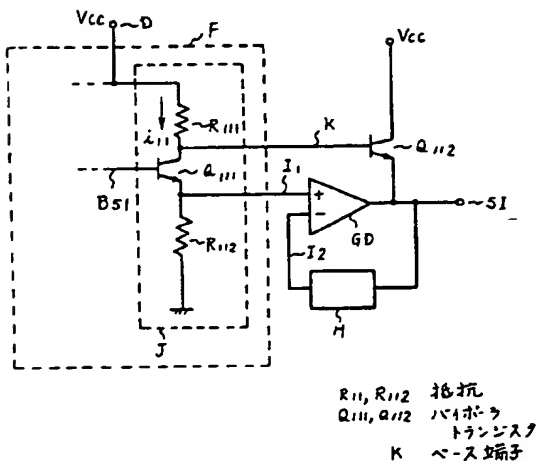 Vcc D F
Vcc
i11 R111 K
Q112
Q111 I1
B51
+
-
GD
51
R112
I2
H
J
R11, R112 抵抗
Q111, Q112 バイポーラ
トランジスタ
K ベース端子